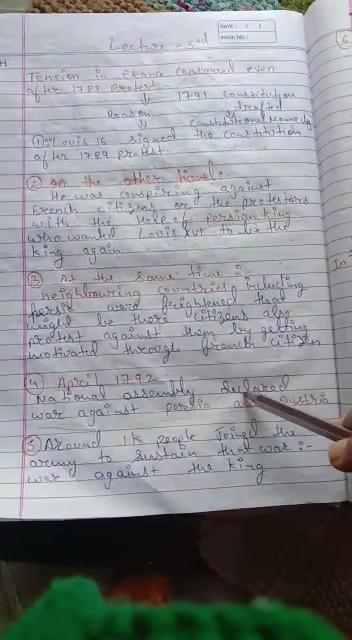 DATE: / /
PAGE NO.:
Lecture - 3rd
Tension in France continued even
after 1789 protest.
1791 constitution
drafted
Reason
Constitutional Monarchy
① Louis 16 signed the constitution
after 1789 protest
② on the other hand :-
He was conspiring against
French citizens or the protestors
with the help of persian king
who wanted Louis to be the
king again.
③ At the same time :-
neighbouring countries including
persia were frightened that
might be there citizens also
protest against them by getting
motivated through french citizen
④ April 1792
National assembly declared
war against persia
⑤ Around 1k people joined the
army to sustain that war :-
war against the king